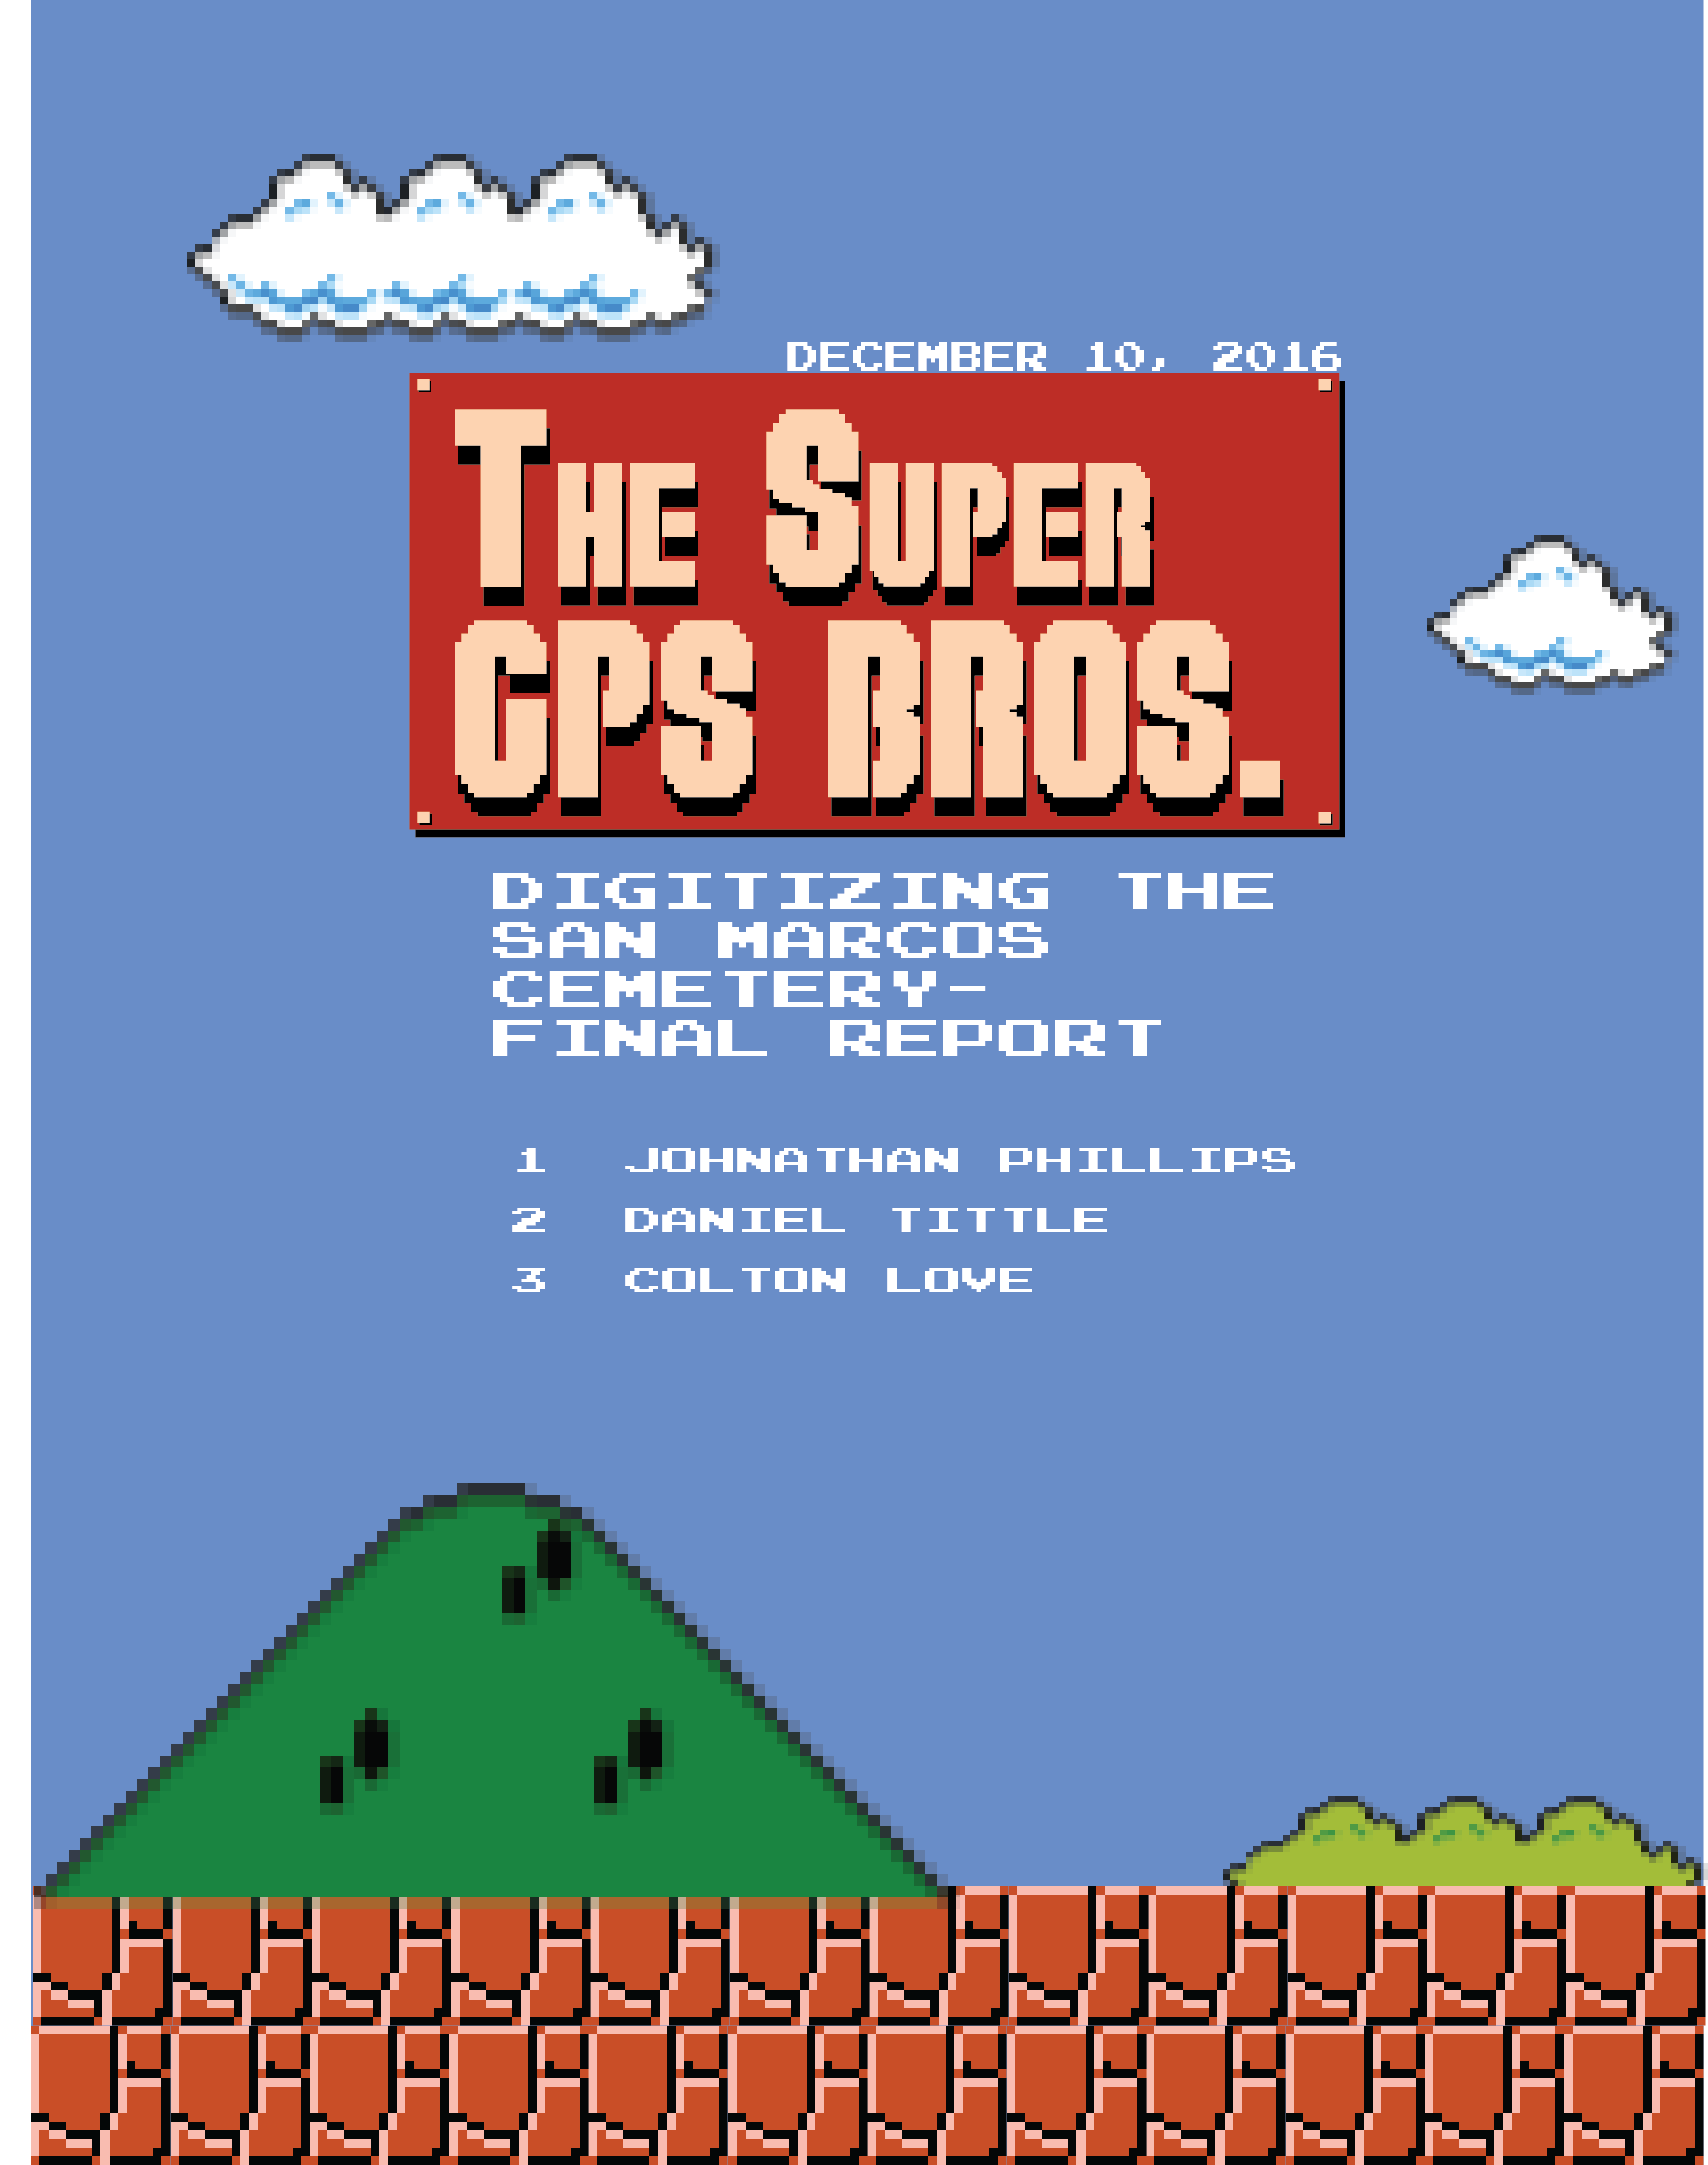 DECEMBER 10, 2016
THE SUPER
GPS BROS.
DIGITIZING THE
SAN MARCOS
CEMETERY-
FINAL REPORT
1 JOHNATHAN PHILLIPS
2 DANIEL TITTLE
3 COLTON LOVE